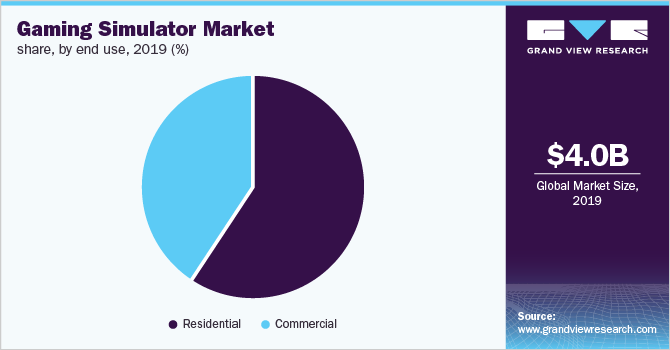 Gaming Simulator Market
share, by end use, 2019 (%)
Residential
Commercial
GRAND VIEW RESEARCH
$4.0B
Global Market Size,
2019
Source:
www.grandviewresearch.com